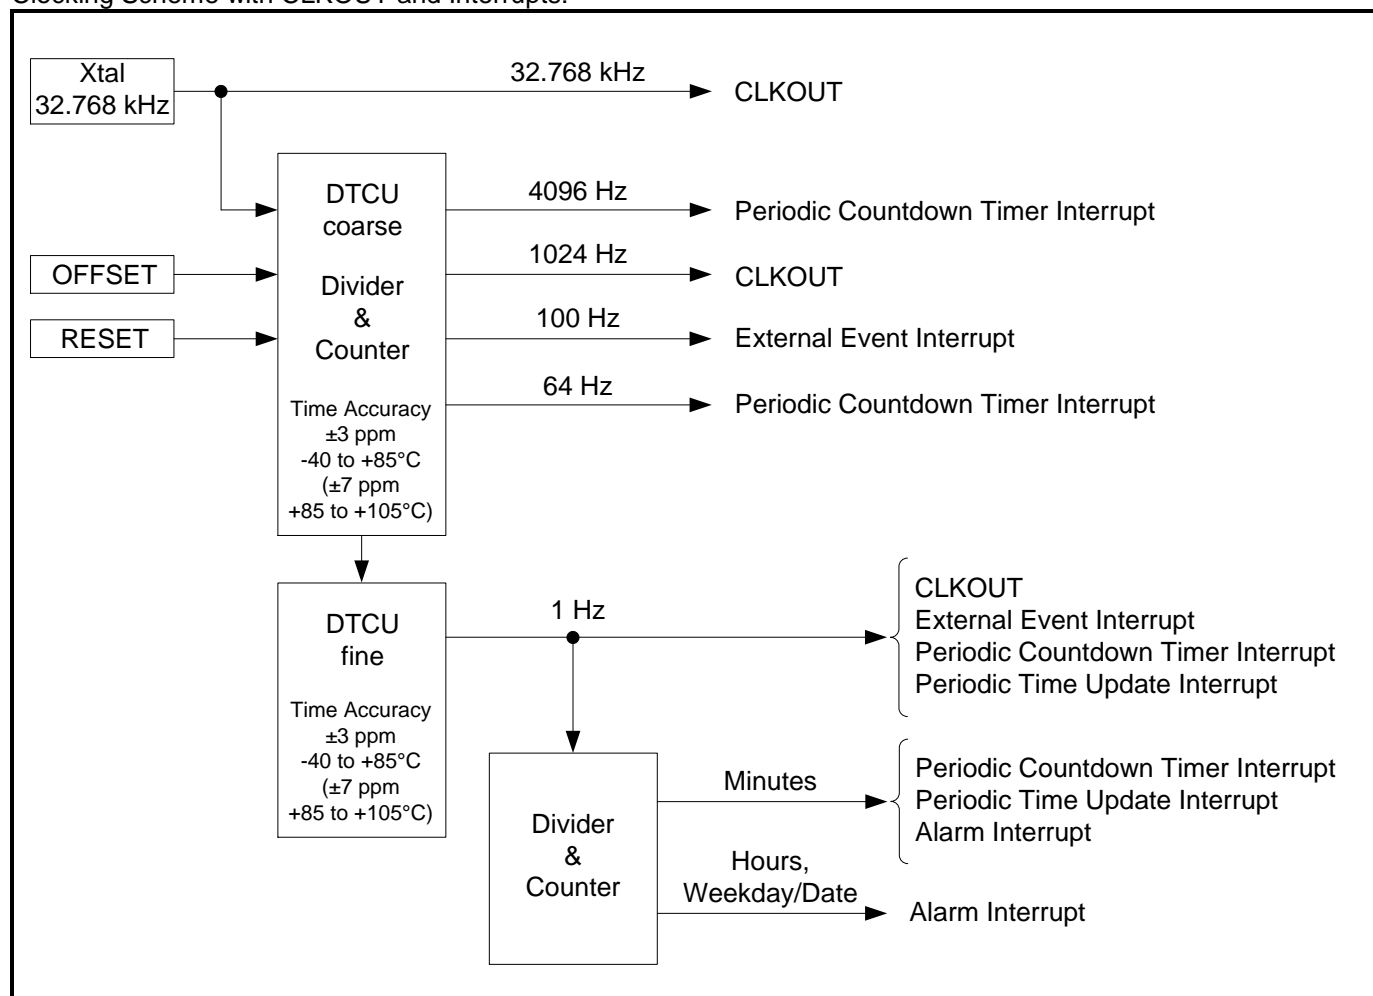 Clocking Scheme with CLKOUT and Interrupts:
Xtal
32.768 kHz
32.768 kHz
CLKOUT
DTCU
coarse
Divider
&
Counter
Time Accuracy
±3 ppm
-40 to +85°C
(±7 ppm
+85 to +105°C)
OFFSET
RESET
4096 Hz
Periodic Countdown Timer Interrupt
1024 Hz
CLKOUT
100 Hz
External Event Interrupt
64 Hz
Periodic Countdown Timer Interrupt
DTCU
fine
Time Accuracy
±3 ppm
-40 to +85°C
(±7 ppm
+85 to +105°C)
1 Hz
CLKOUT
External Event Interrupt
Periodic Countdown Timer Interrupt
Periodic Time Update Interrupt
Divider
&
Counter
Minutes
Periodic Countdown Timer Interrupt
Periodic Time Update Interrupt
Alarm Interrupt
Hours,
Weekday/Date
Alarm Interrupt